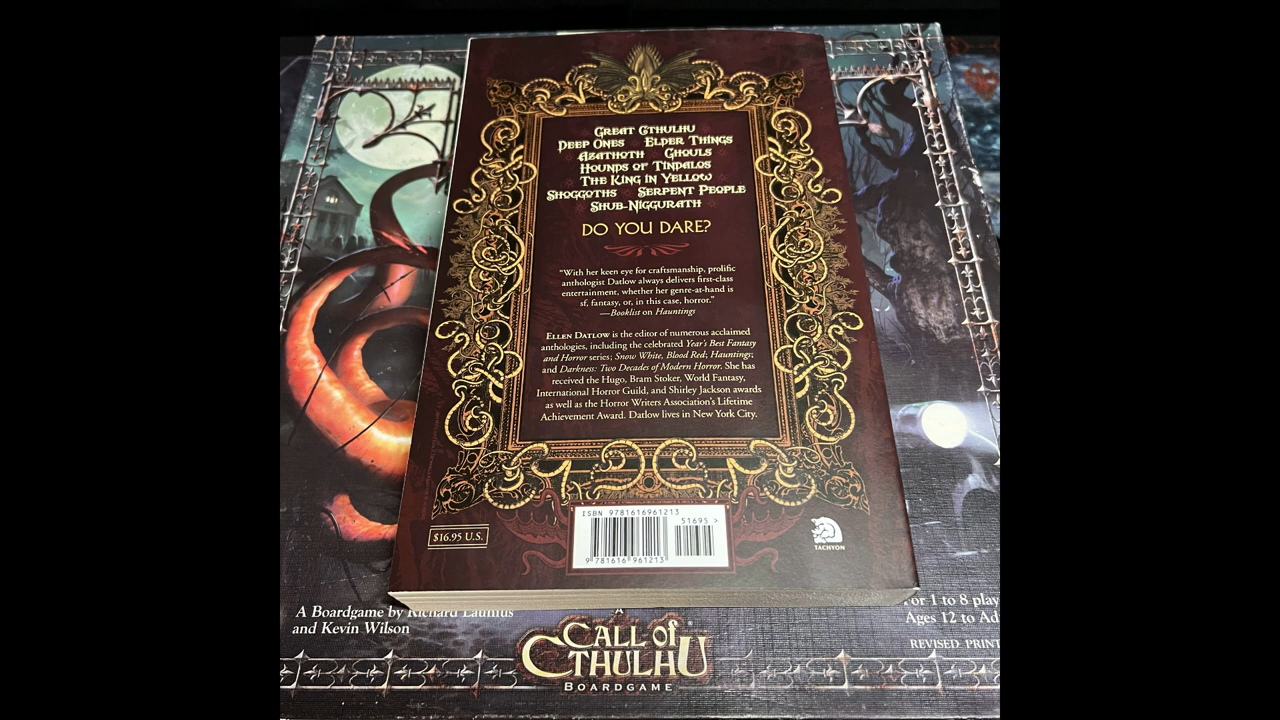 GREAT CTHULHU
DEEP ONES ELDER THINGS
AZATHOTH GHOULS
HOUNDS OF TINDALOS
THE KING IN YELLOW
SHOGGOTHS SERPENT PEOPLE
SHUB-NIGGURATH
DO YOU DARE?
“With her keen eye for craftsmanship, prolific
anthologist Datlow always delivers first-class
entertainment, whether her genre-at-hand is
sf, fantasy, or, in this case, horror.”
—Booklist on Hauntings
ELLEN DATLOW is the editor of numerous acclaimed
anthologies, including the celebrated Year's Best Fantasy
and Horror series; Snow White, Blood Red; Hauntings;
and Darkness: Two Decades of Modern Horror. She has
received the Hugo, Bram Stoker, World Fantasy,
International Horror Guild, and Shirley Jackson awards
as well as the Horror Writers Association's Lifetime
Achievement Award. Datlow lives in New York City.
$16.95 U.S.
ISBN 9781616961213
51695 >
9 781616 961213
TACHYON
A Boardgame by Richard Launius
and Kevin Wilson
For 1 to 8 play
Ages 12 to Ad
REVISED PRIN
A
CALL of
CTHULHU
BOARDGAME